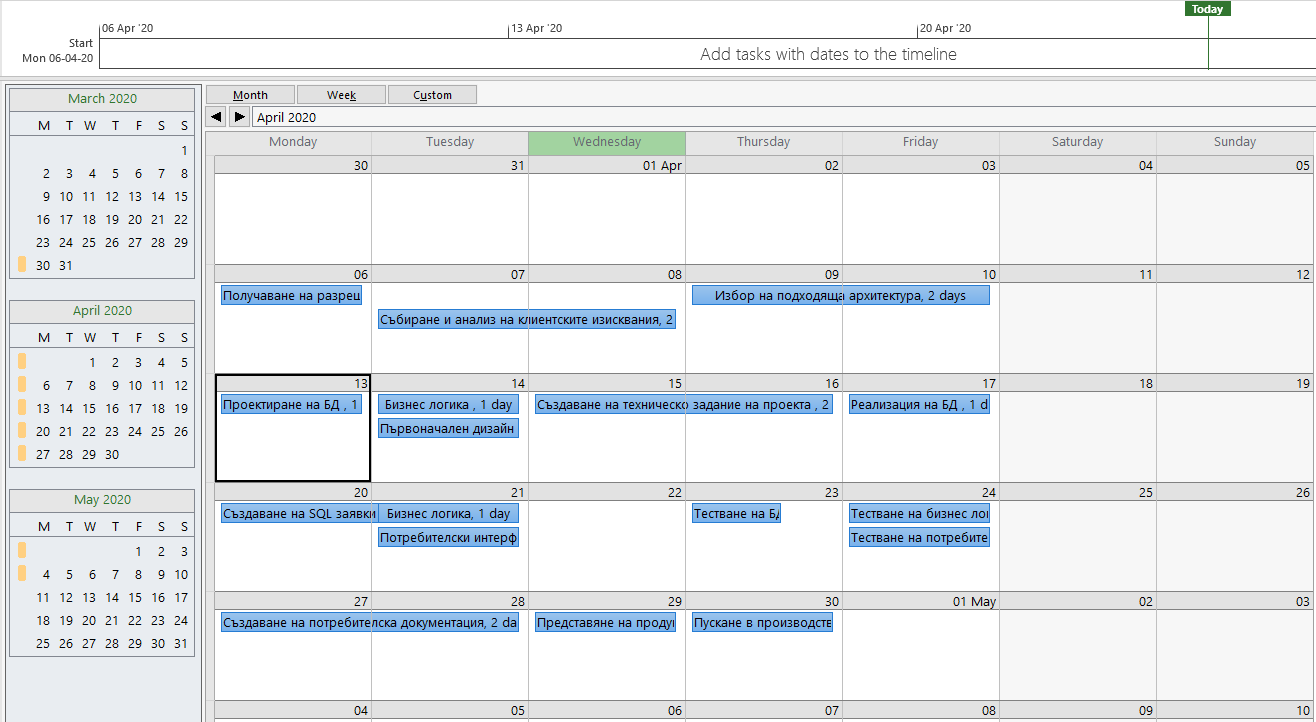 Today
06 Apr '20 13 Apr '20 20 Apr '20
Start
Mon 06-04-20
Add tasks with dates to the timeline
March 2020
M T W T F S S
1
2 3 4 5 6 7 8
9 10 11 12 13 14 15
16 17 18 19 20 21 22
23 24 25 26 27 28 29
30 31
April 2020
M T W T F S S
1 2 3 4 5
6 7 8 9 10 11 12
13 14 15 16 17 18 19
20 21 22 23 24 25 26
27 28 29 30
May 2020
M T W T F S S
1 2 3
4 5 6 7 8 9 10
11 12 13 14 15 16 17
18 19 20 21 22 23 24
25 26 27 28 29 30 31
Month Week Custom
April 2020
Monday Tuesday Wednesday Thursday Friday Saturday Sunday
30 31 01 Apr 02 03 04 05
06 07 08 09 10 11 12
Получаване на разреш Избор на подходяща архитектура, 2 days
Събиране и анализ на клиентските изисквания, 2
13 14 15 16 17 18 19
Проектиране на БД , 1 Бизнес логика , 1 day Създаване на техническо задание на проекта , 2 Реализация на БД , 1 d
Първоначален дизайн
20 21 22 23 24 25 26
Създаване на SQL заявки Бизнес логика, 1 day Тестване на БД Тестване на бизнес лог
Потребителски интерф Тестване на потребите
27 28 29 30 01 May 02 03
Създаване на потребителска документация, 2 da Представяне на продук Пускане в производств
04 05 06 07 08 09 10